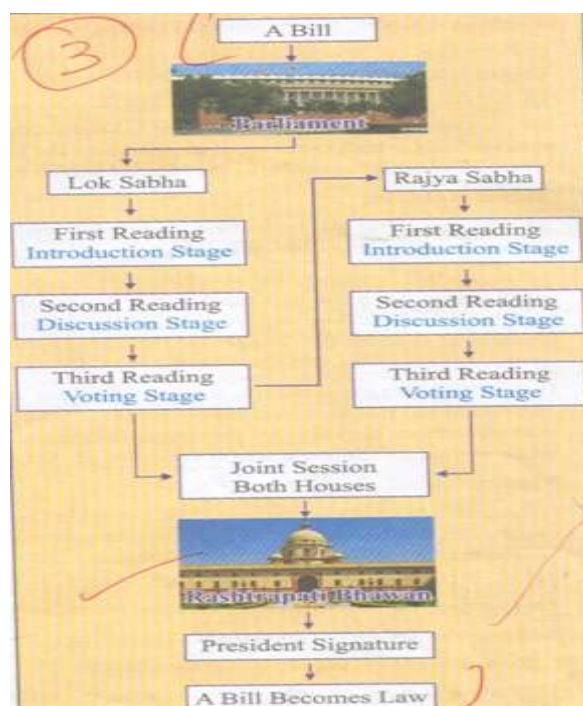 3
A Bill
Parliament
Lok Sabha
First Reading
Introduction Stage
Second Reading
Discussion Stage
Third Reading
Voting Stage
Rajya Sabha
First Reading
Introduction Stage
Second Reading
Discussion Stage
Third Reading
Voting Stage
Joint Session
Both Houses
Rashtrapati Bhawan
President Signature
A Bill Becomes Law